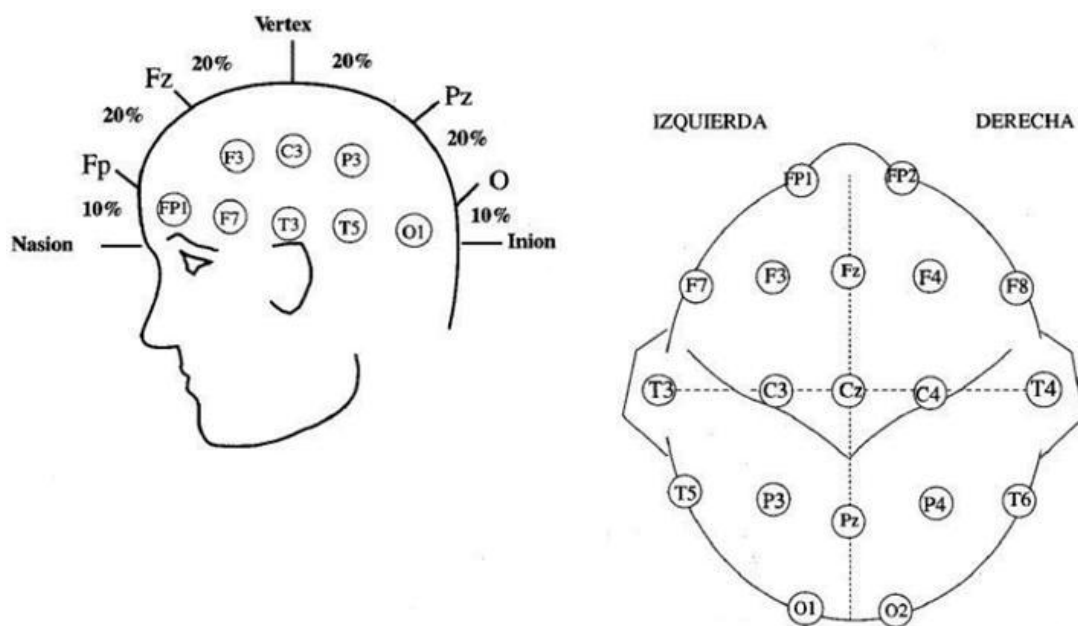 Vertex
20% 20%
Fz Pz
20% 20%
F3 C3 P3
Fp O
10% 10%
FP1 F7 T3 T5 O1
Nasion Inion
IZQUIERDA DERECHA
FP1 FP2
F7 F3 Fz F4 F8
T3 C3 Cz C4 T4
T5 P3 Pz P4 T6
O1 O2